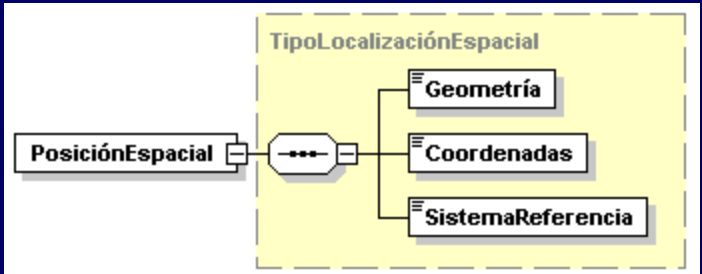 TipoLocalizaciónEspacial
Geometría
PosiciónEspacial
Coordenadas
SistemaReferencia